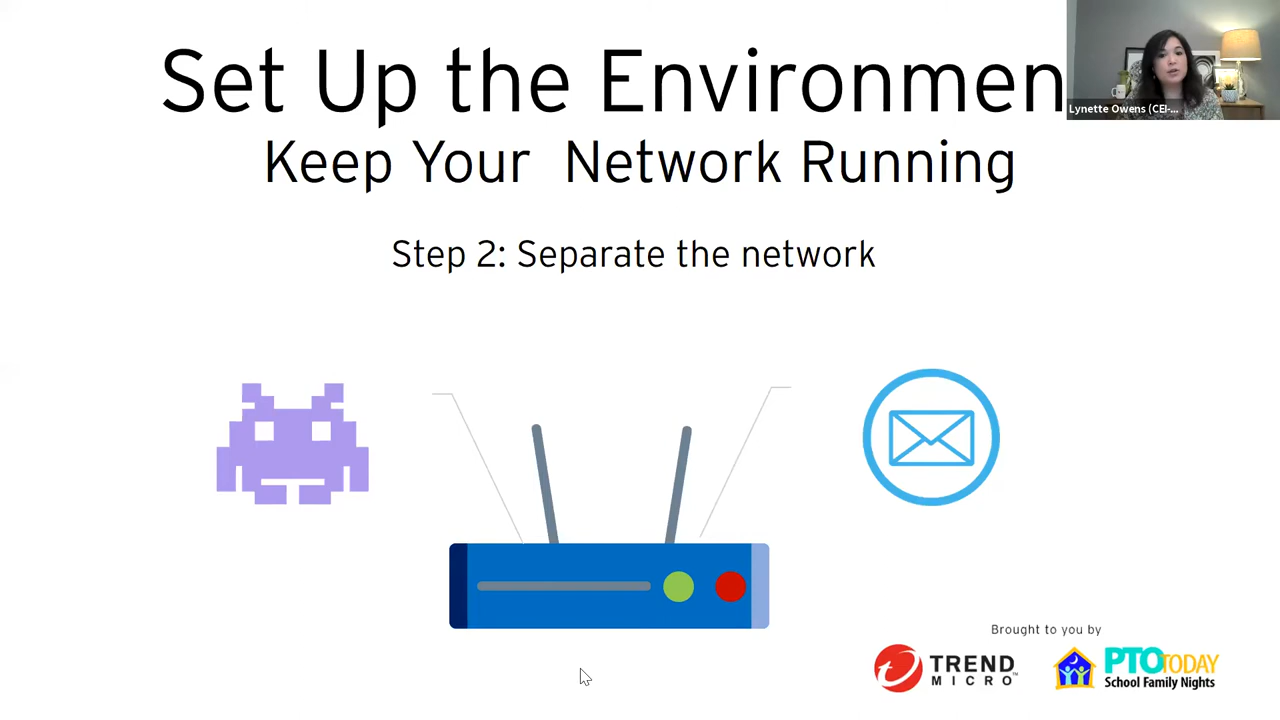 Set Up the Environmen
Lynette Owens (CEI-...
Keep Your Network Running
Step 2: Separate the network
Brought to you by
TREND
MICRO™
PTO TODAY
School Family Nights